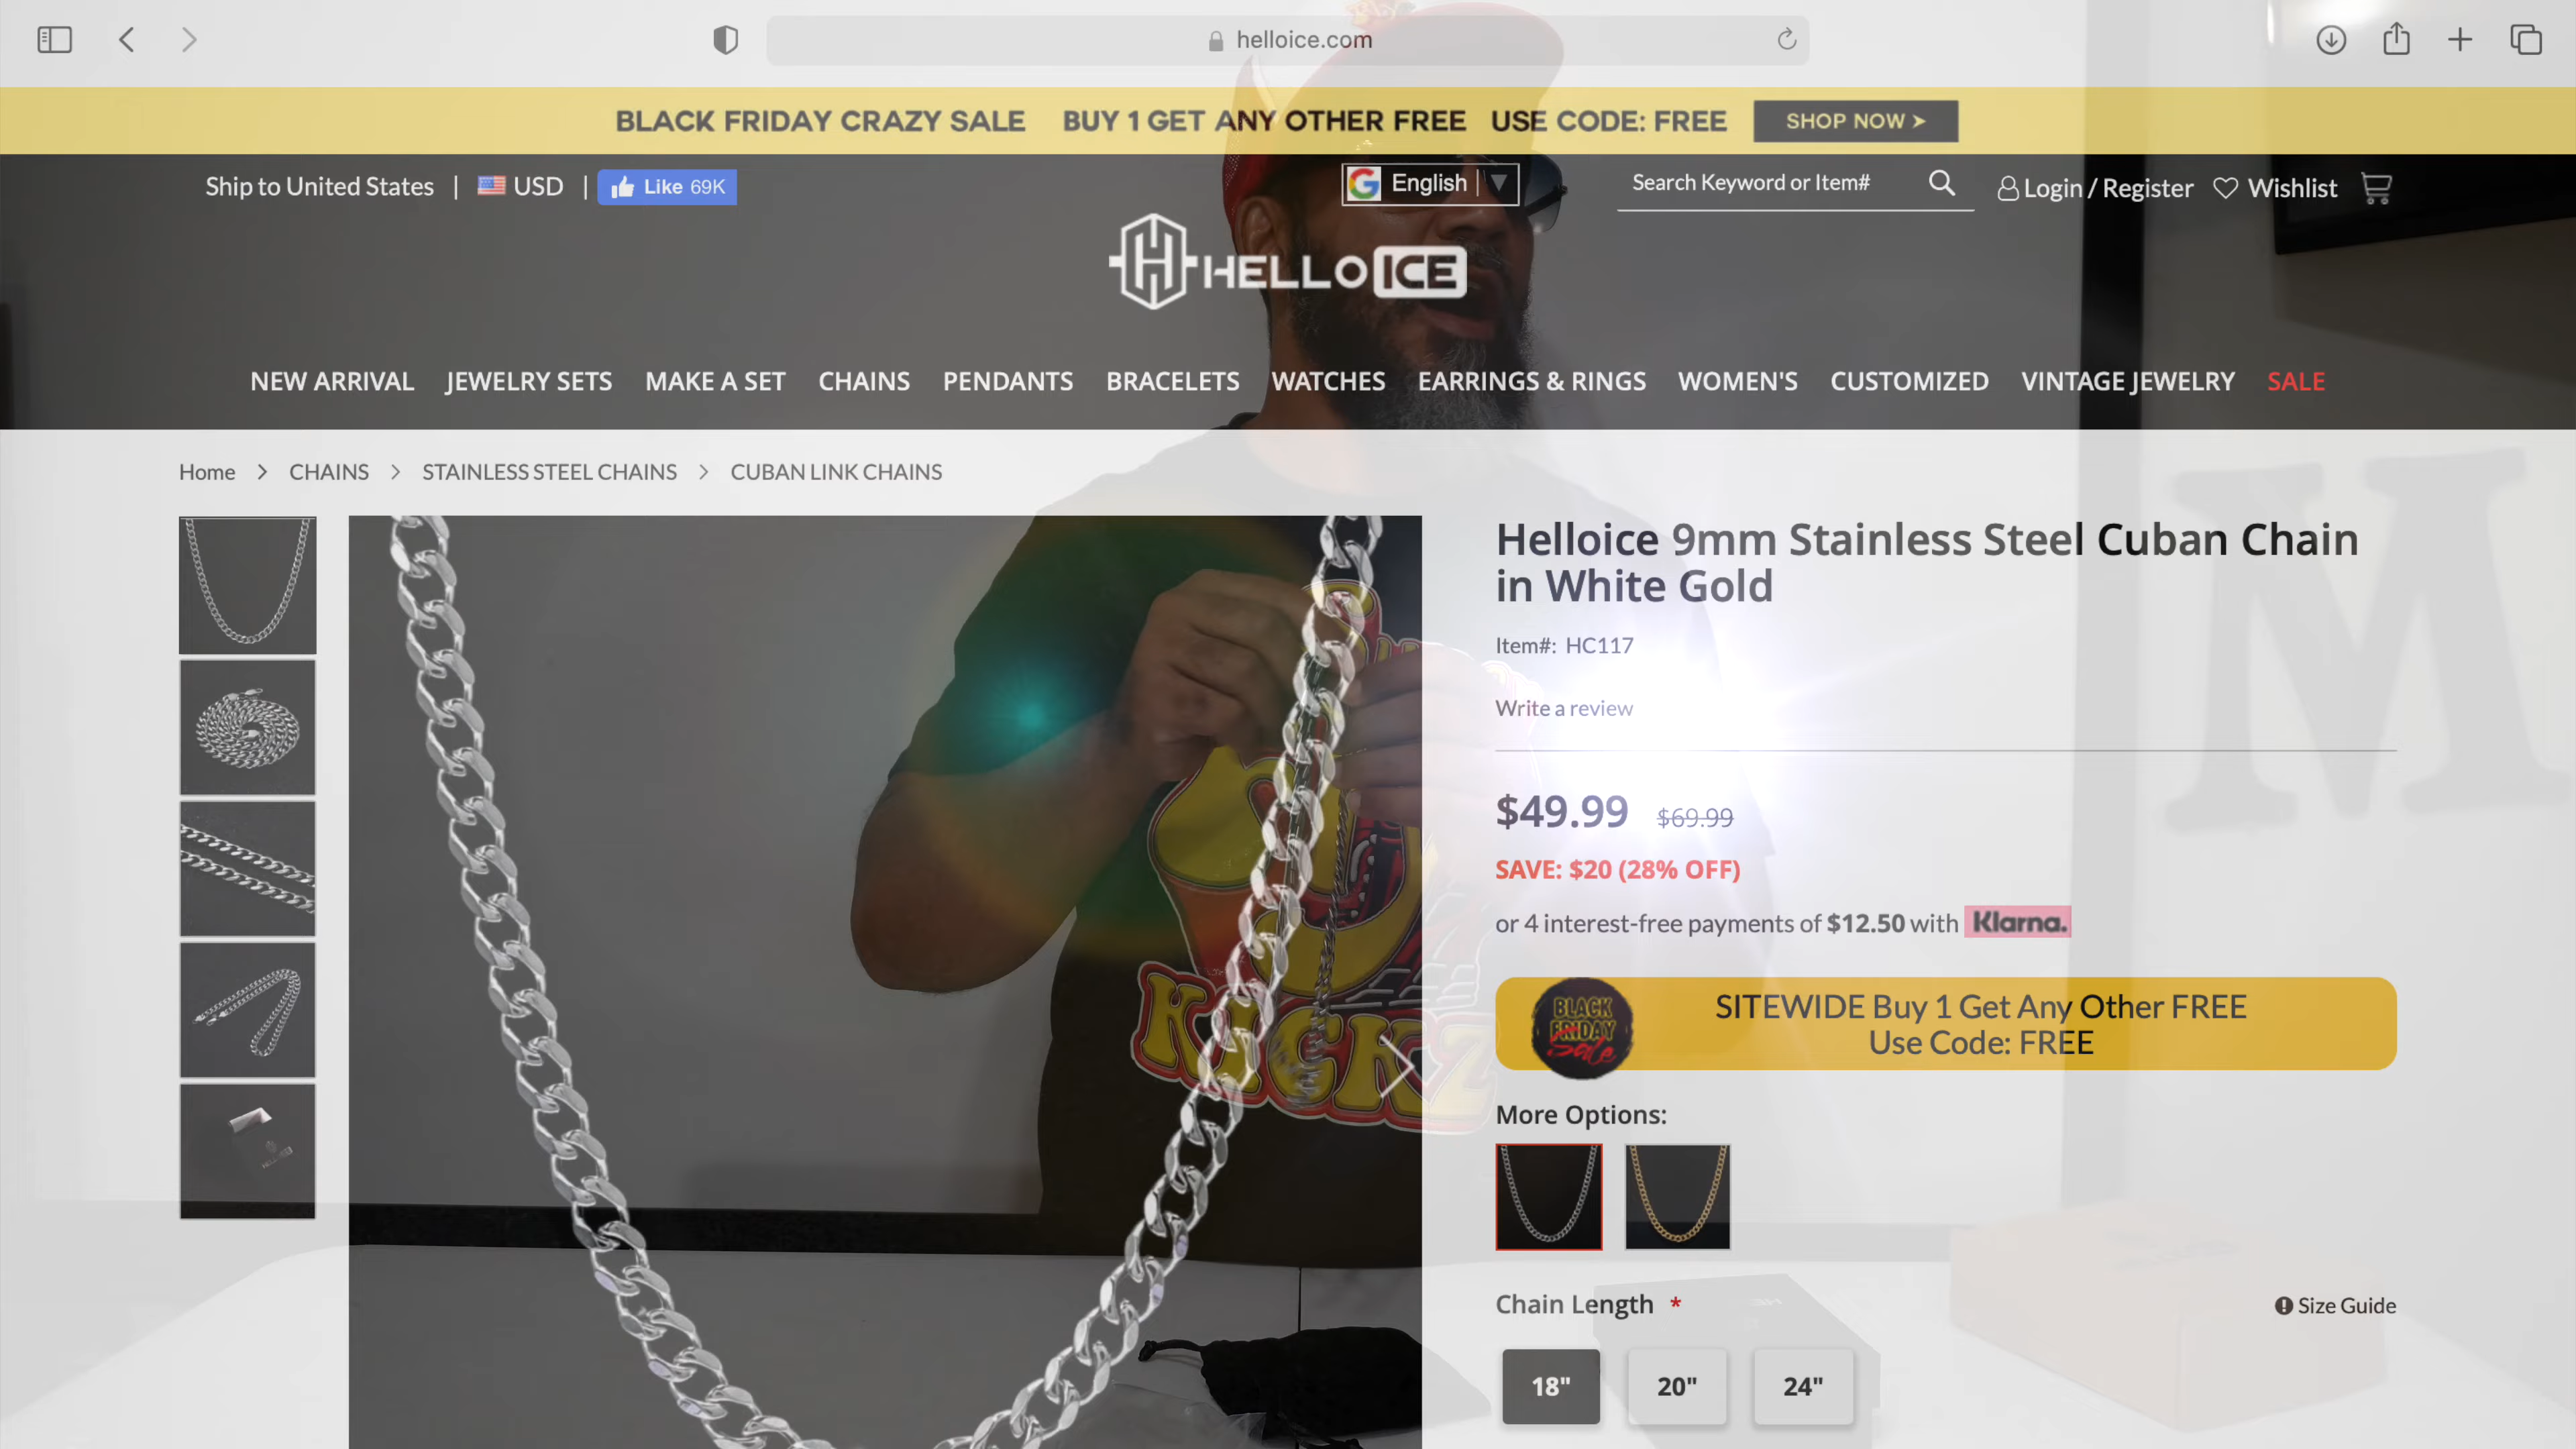 helloice.com
BLACK FRIDAY CRAZY SALE BUY 1 GET ANY OTHER FREE USE CODE: FREE SHOP NOW >
Ship to United States | USD | Like 69K English Search Keyword or Item# Login / Register Wishlist
HELLO ICE
NEW ARRIVAL JEWELRY SETS MAKE A SET CHAINS PENDANTS BRACELETS WATCHES EARRINGS & RINGS WOMEN'S CUSTOMIZED VINTAGE JEWELRY SALE
Home > CHAINS > STAINLESS STEEL CHAINS > CUBAN LINK CHAINS
Helloice 9mm Stainless Steel Cuban Chain
in White Gold
Item#: HC117
Write a review
$49.99 $69.99
SAVE: $20 (28% OFF)
or 4 interest-free payments of $12.50 with Klarna.
BLACK
FRIDAY
Sale
SITEWIDE Buy 1 Get Any Other FREE
Use Code: FREE
KICKZ
M
More Options:
Chain Length *
Size Guide
18" 20" 24"